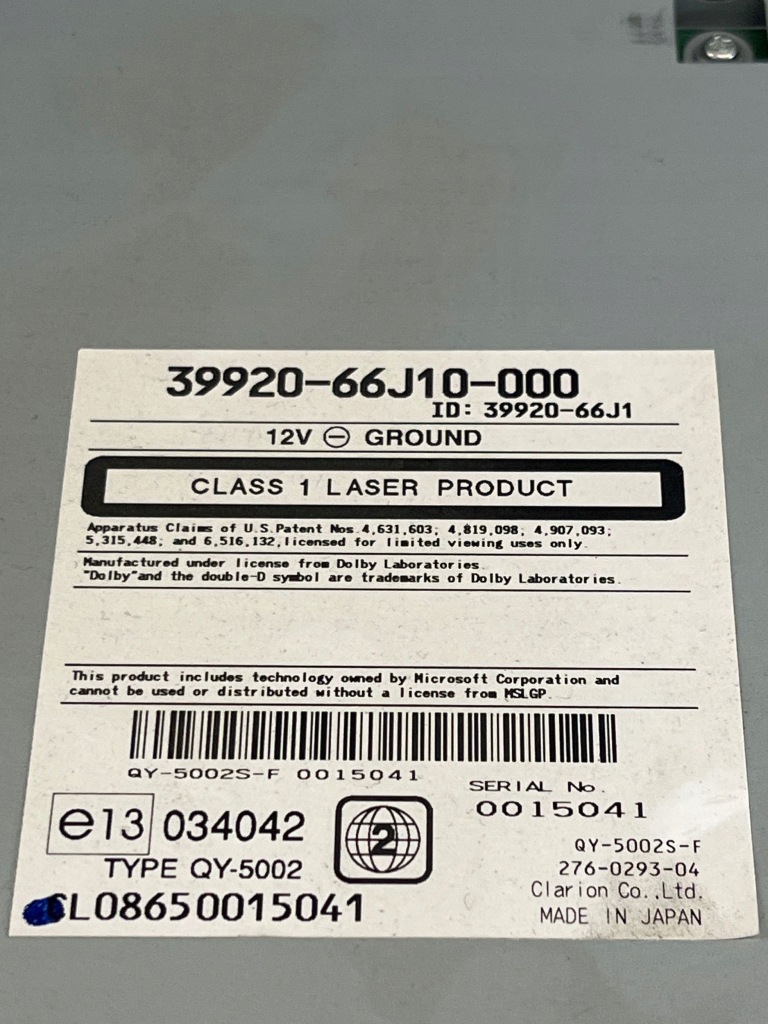 39920-66J10-000
ID: 39920-66J1
12V ⊖ GROUND
CLASS 1 LASER PRODUCT
Apparatus Claims of U.S.Patent Nos.4,631,603; 4,819,098; 4,907,093;
5,315,448; and 6,516,132,licensed for limited viewing uses only.
Manufactured under license from Dolby Laboratories.
"Dolby"and the double-D symbol are trademarks of Dolby Laboratories.
This product includes technology owned by Microsoft Corporation and
cannot be used or distributed without a license from MSLGP.
QY-5002S-F 0015041
SERIAL No.
0015041
e13 034042
2
TYPE QY-5002
QY-5002S-F
276-0293-04
Clarion Co.,Ltd.
MADE IN JAPAN
CL08650015041